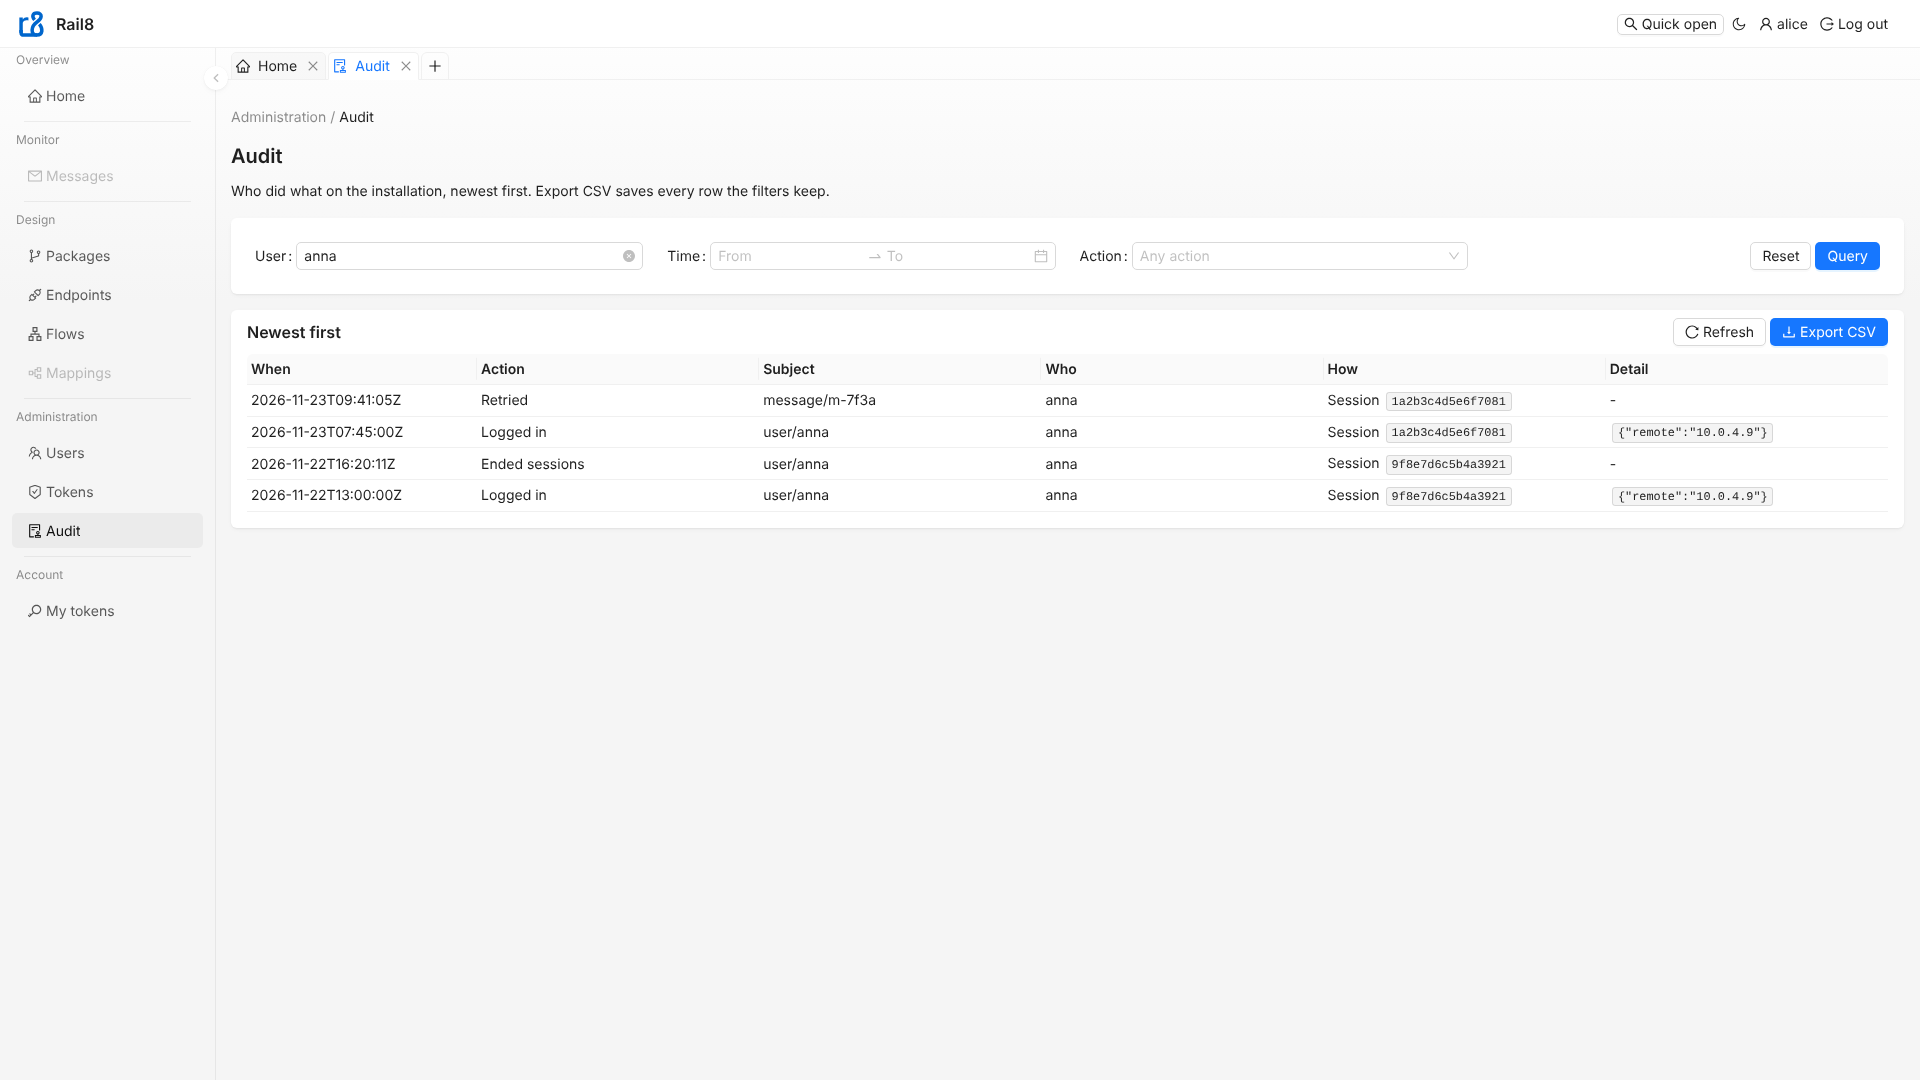 Rail8
Quick open
alice
Log out
Overview
Home
Monitor
Messages
Design
Packages
Endpoints
Flows
Mappings
Administration
Users
Tokens
Audit
Account
My tokens
Home
Audit
Administration / Audit
Audit
Who did what on the installation, newest first. Export CSV saves every row the filters keep.
User: anna
Time: From To
Action: Any action
Reset
Query
Newest first
Refresh
Export CSV
When Action Subject Who How Detail
2026-11-23T09:41:05Z Retried message/m-7f3a anna Session 1a2b3c4d5e6f7081 -
2026-11-23T07:45:00Z Logged in user/anna anna Session 1a2b3c4d5e6f7081 {"remote":"10.0.4.9"}
2026-11-22T16:20:11Z Ended sessions user/anna anna Session 9f8e7d6c5b4a3921 -
2026-11-22T13:00:00Z Logged in user/anna anna Session 9f8e7d6c5b4a3921 {"remote":"10.0.4.9"}